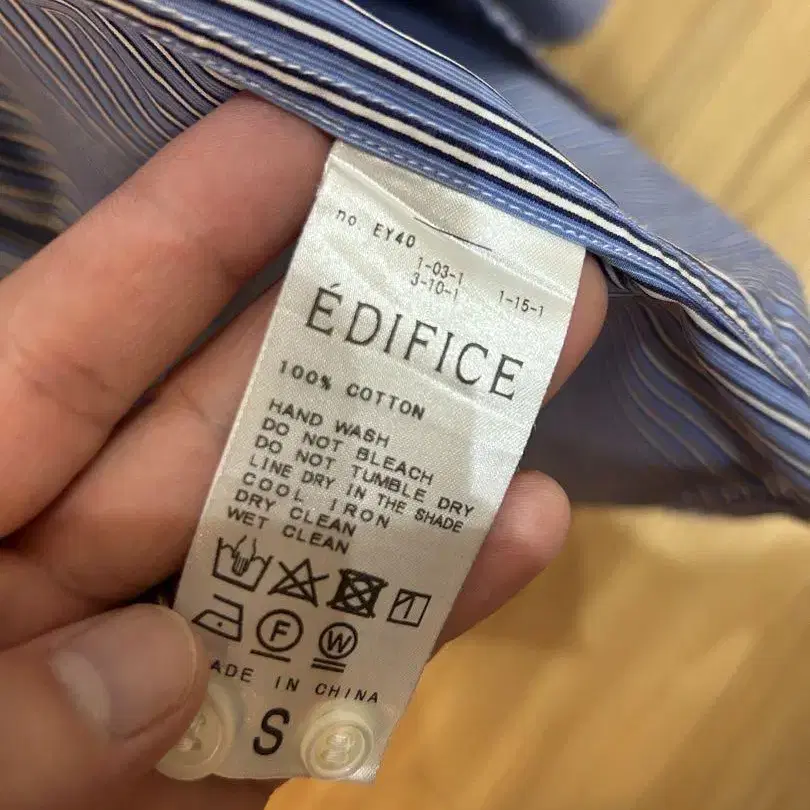 no. EY40
1-03-1
3-10-1 1-15-1
ÉDIFICE
100% COTTON
HAND WASH
DO NOT BLEACH
DO NOT TUMBLE DRY
LINE DRY IN THE SHADE
COOL IRON
DRY CLEAN
WET CLEAN
F W
ADE IN CHINA
S